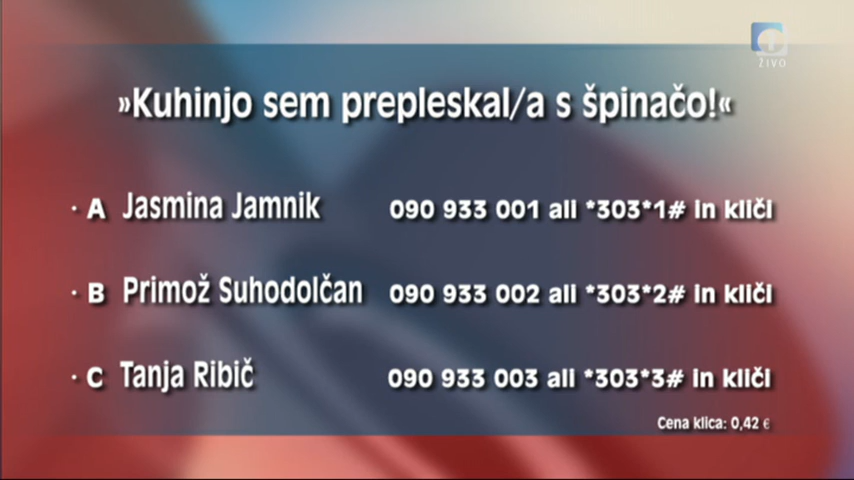 ŽIVO
»Kuhinjo sem prepleskal/a s špinačo!«
· A Jasmina Jamnik 090 933 001 ali *303*1# in kliči
· B Primož Suhodolčan 090 933 002 ali *303*2# in kliči
· C Tanja Ribič 090 933 003 ali *303*3# in kliči
Cena klica: 0,42 €